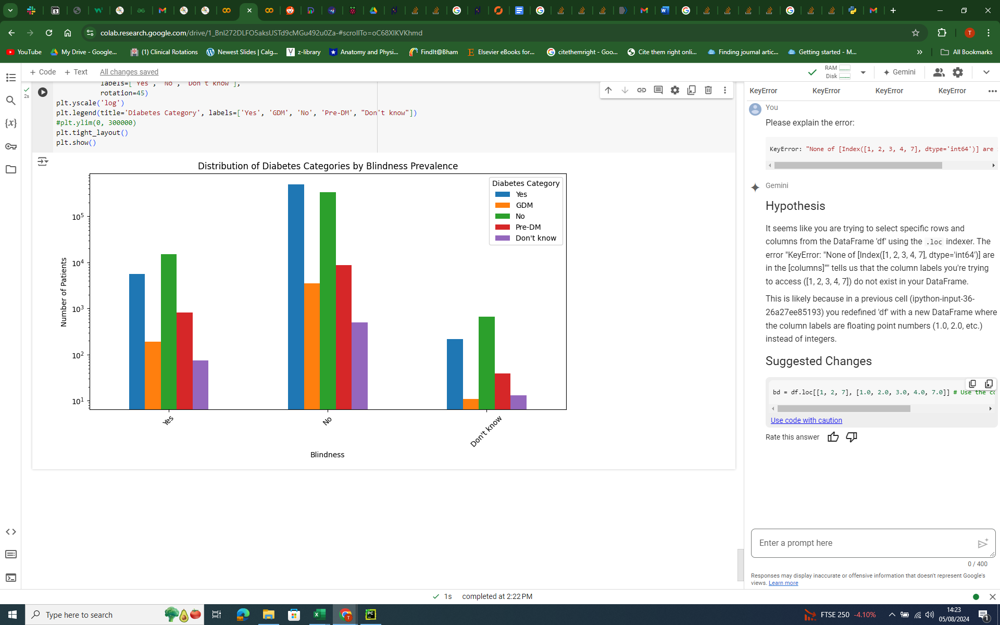 colab.research.google.com/drive/1_BnI272DLFO5aksUSTd9cMGu492u0Za-#scrollTo=oC68XlKVKhmd
YouTube
My Drive - Google...
(1) Clinical Rotations
Newest Slides | Calg...
z-library
Anatomy and Physi...
FindIt@Bham
Elsevier eBooks for...
citethemright - Goo...
Cite them right onli...
Finding journal artic...
Getting started - M...
»
All Bookmarks
+ Code + Text All changes saved
RAM
Disk
Gemini
labels=['Yes', 'No', "Don't know"],
2s
rotation=45)
plt.yscale('log')
plt.legend(title='Diabetes Category', labels=['Yes', 'GDM', 'No', 'Pre-DM', "Don't know"])
#plt.ylim(0, 300000)
plt.tight_layout()
plt.show()
Distribution of Diabetes Categories by Blindness Prevalence
Diabetes Category
Yes
GDM
No
Pre-DM
Don't know
10⁵
10⁴
10³
10²
10¹
Number of Patients
Yes
No
Don't know
Blindness
KeyError KeyError KeyError KeyError
You
Please explain the error:
KeyError: "None of [Index([1, 2, 3, 4, 7], dtype='int64')] are
Gemini
Hypothesis
It seems like you are trying to select specific rows and
columns from the DataFrame 'df' using the .loc indexer. The
error "KeyError: "None of [Index([1, 2, 3, 4, 7], dtype='int64')] are
in the [columns]"" tells us that the column labels you're trying
to access ([1, 2, 3, 4, 7]) do not exist in your DataFrame.
This is likely because in a previous cell (ipython-input-36-
26a27ee85193) you redefined 'df' with a new DataFrame where
the column labels are floating point numbers (1.0, 2.0, etc.)
instead of integers.
Suggested Changes
bd = df.loc[[1, 2, 7], [1.0, 2.0, 3.0, 4.0, 7.0]] # Use the co
Use code with caution
Rate this answer
Enter a prompt here
0 / 400
Responses may display inaccurate or offensive information that doesn't represent Google's
views. Learn more
1s completed at 2:22 PM
Type here to search
FTSE 250 -4.10%
14:23
05/08/2024
1